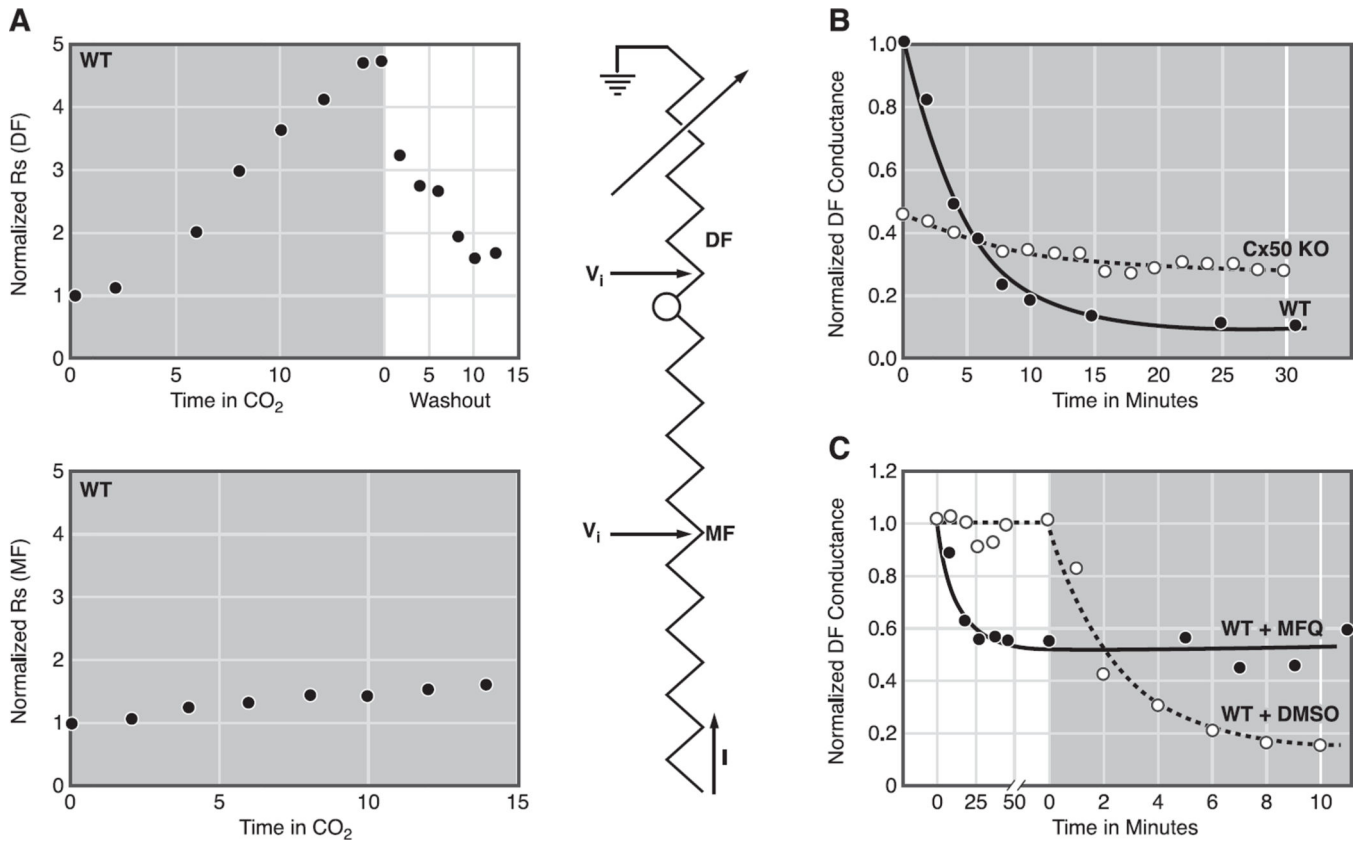 A
WT
Normalized Rs (DF)
5
4
3
2
1
0
0 5 10 0 5 10 15
Time in CO₂ Washout
WT
Normalized Rs (MF)
5
4
3
2
1
0
0 5 10 15
Time in CO₂
DF
Vᵢ
Vᵢ
MF
I
B
Normalized DF Conductance
1.0
0.8
0.6
0.4
0.2
0.0
Cx50 KO
WT
0 5 10 15 20 25 30
Time in Minutes
C
Normalized DF Conductance
1.2
1.0
0.8
0.6
0.4
0.2
0
WT + MFQ
WT + DMSO
0 25 50 0 2 4 6 8 10
Time in Minutes